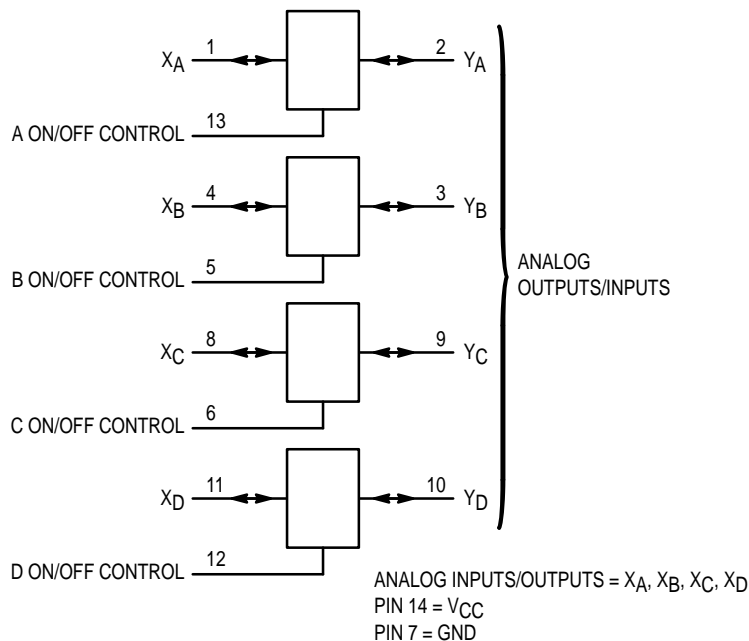 1 2
XA YA
13
A ON/OFF CONTROL
4 3
XB YB
5
B ON/OFF CONTROL
ANALOG
OUTPUTS/INPUTS
8 9
XC YC
6
C ON/OFF CONTROL
11 10
XD YD
12
D ON/OFF CONTROL
ANALOG INPUTS/OUTPUTS = XA, XB, XC, XD
PIN 14 = VCC
PIN 7 = GND